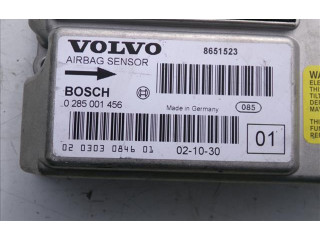 VOLVO
8651523
AIRBAG SENSOR
BOSCH
0 285 001 456
Made in Germany
085
01
02 0303 0846 01
02-10-30